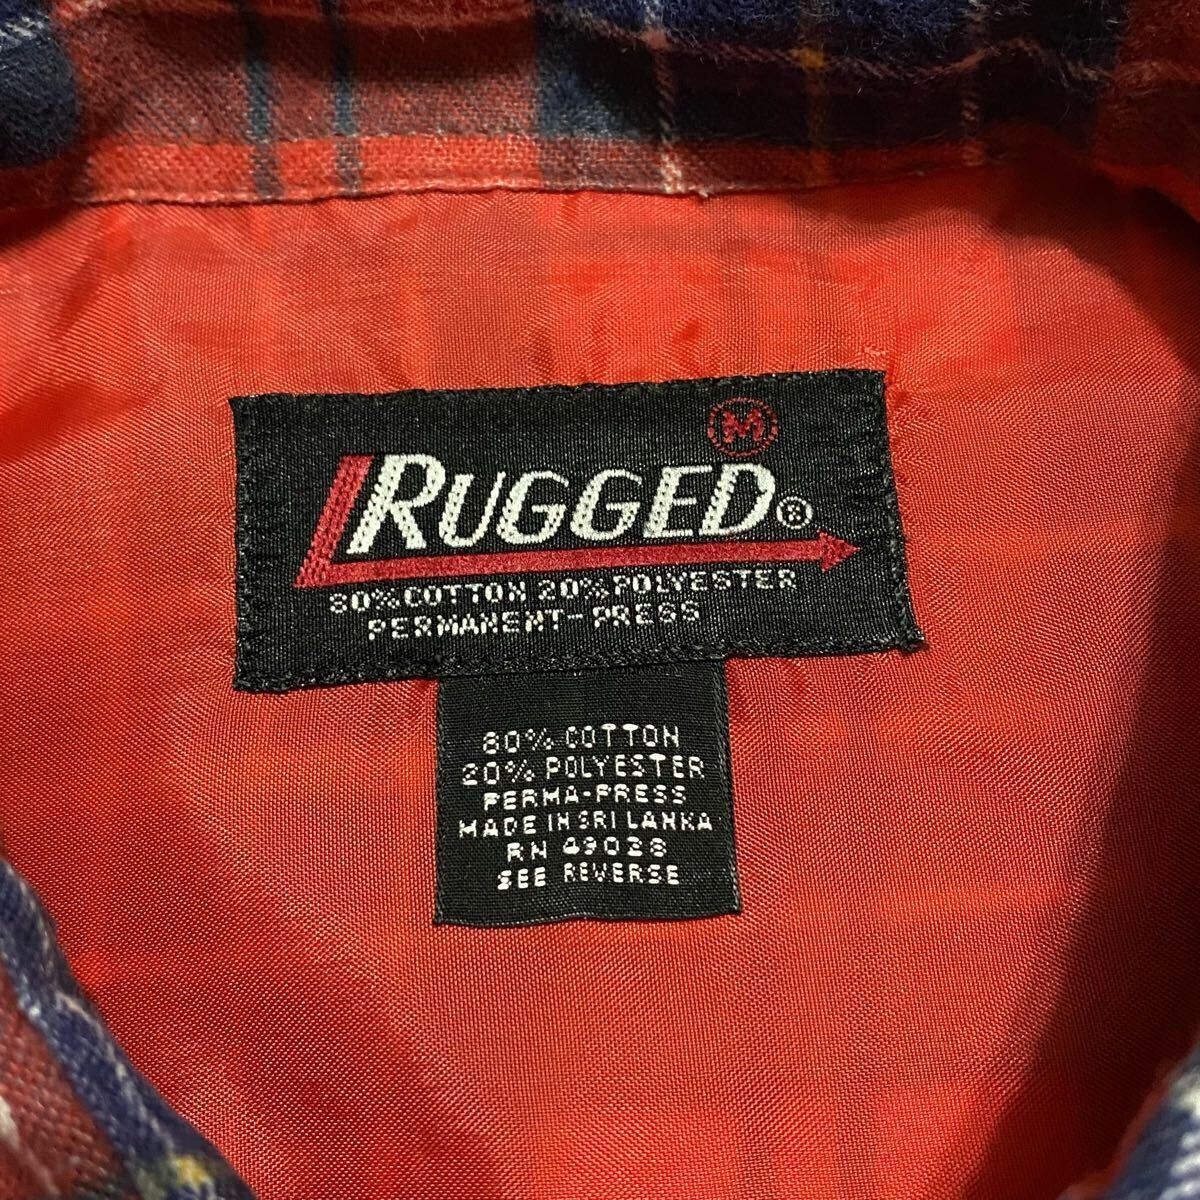 M
RUGGED®
80% COTTON 20% POLYESTER
PERMANENT-PRESS
80% COTTON
20% POLYESTER
PERMA-PRESS
MADE IN SRI LANKA
RN 49038
SEE REVERSE